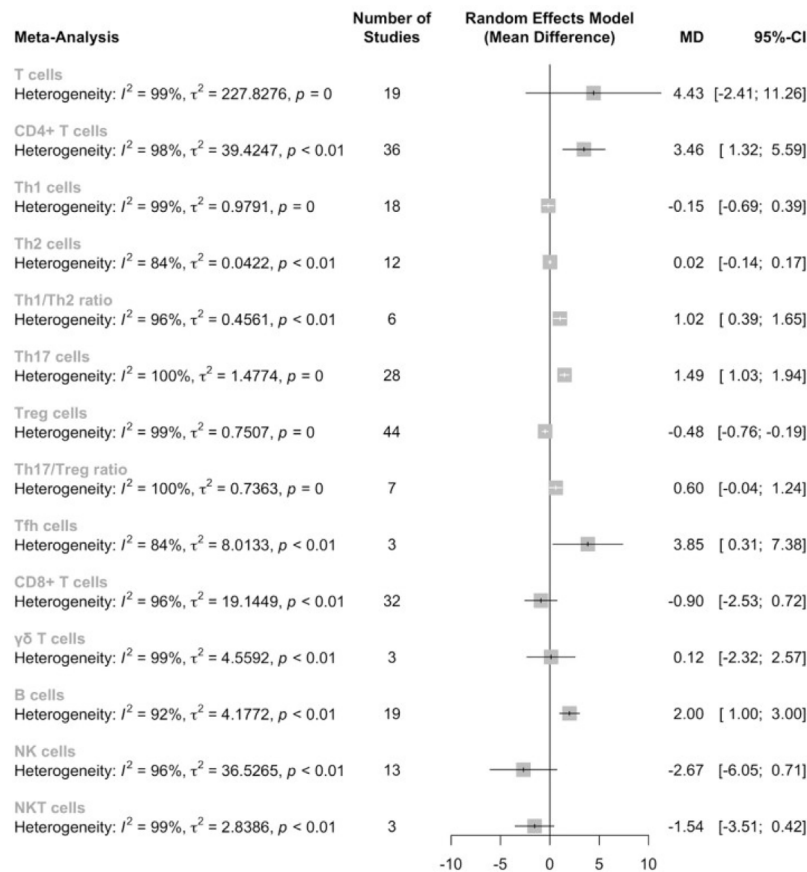 Meta-Analysis Number of Studies Random Effects Model (Mean Difference) MD 95%-CI
T cells
Heterogeneity: I² = 99%, τ² = 227.8276, p = 0 19 4.43 [-2.41; 11.26]
CD4+ T cells
Heterogeneity: I² = 98%, τ² = 39.4247, p < 0.01 36 3.46 [ 1.32; 5.59]
Th1 cells
Heterogeneity: I² = 99%, τ² = 0.9791, p = 0 18 -0.15 [-0.69; 0.39]
Th2 cells
Heterogeneity: I² = 84%, τ² = 0.0422, p < 0.01 12 0.02 [-0.14; 0.17]
Th1/Th2 ratio
Heterogeneity: I² = 96%, τ² = 0.4561, p < 0.01 6 1.02 [ 0.39; 1.65]
Th17 cells
Heterogeneity: I² = 100%, τ² = 1.4774, p = 0 28 1.49 [ 1.03; 1.94]
Treg cells
Heterogeneity: I² = 99%, τ² = 0.7507, p = 0 44 -0.48 [-0.76; -0.19]
Th17/Treg ratio
Heterogeneity: I² = 100%, τ² = 0.7363, p = 0 7 0.60 [-0.04; 1.24]
Tfh cells
Heterogeneity: I² = 84%, τ² = 8.0133, p < 0.01 3 3.85 [ 0.31; 7.38]
CD8+ T cells
Heterogeneity: I² = 96%, τ² = 19.1449, p < 0.01 32 -0.90 [-2.53; 0.72]
γδ T cells
Heterogeneity: I² = 99%, τ² = 4.5592, p < 0.01 3 0.12 [-2.32; 2.57]
B cells
Heterogeneity: I² = 92%, τ² = 4.1772, p < 0.01 19 2.00 [ 1.00; 3.00]
NK cells
Heterogeneity: I² = 96%, τ² = 36.5265, p < 0.01 13 -2.67 [-6.05; 0.71]
NKT cells
Heterogeneity: I² = 99%, τ² = 2.8386, p < 0.01 3 -1.54 [-3.51; 0.42]
-10 -5 0 5 10